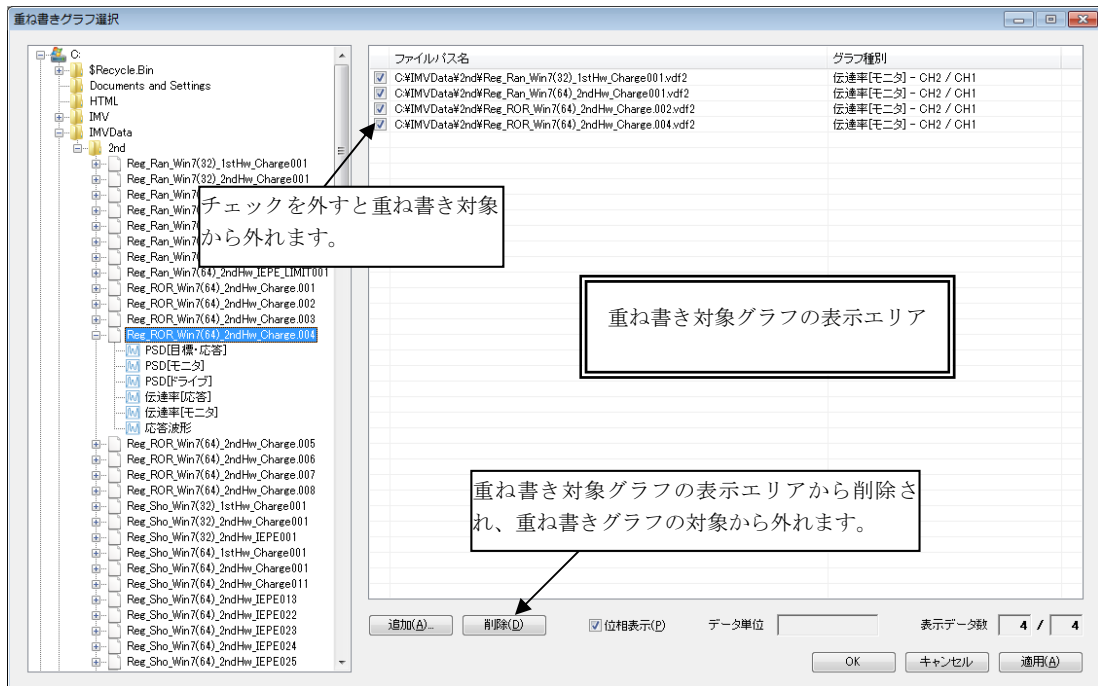 重ね書きグラフ選択
C:
$Recycle.Bin
Documents and Settings
HTML
IMV
IMVData
2nd
Reg_Ran_Win7(32)_1stHw_Charge001
Reg_Ran_Win7(32)_2ndHw_Charge001
Reg_Ran_Win7
Reg_Ran_Win7
Reg_Ran_Win7
Reg_Ran_Win7
Reg_Ran_Win7
Reg_Ran_Win7(64)_2ndHw_IEPE_LIMIT001
Reg_ROR_Win7(64)_2ndHw_Charge.001
Reg_ROR_Win7(64)_2ndHw_Charge.002
Reg_ROR_Win7(64)_2ndHw_Charge.003
Reg_ROR_Win7(64)_2ndHw_Charge.004
PSD[目標・応答]
PSD[モニタ]
PSD[ドライブ]
伝達率[応答]
伝達率[モニタ]
応答波形
Reg_ROR_Win7(64)_2ndHw_Charge.005
Reg_ROR_Win7(64)_2ndHw_Charge.006
Reg_ROR_Win7(64)_2ndHw_Charge.007
Reg_ROR_Win7(64)_2ndHw_Charge.008
Reg_Sho_Win7(32)_1stHw_Charge001
Reg_Sho_Win7(32)_2ndHw_Charge001
Reg_Sho_Win7(32)_2ndHw_IEPE001
Reg_Sho_Win7(64)_1stHw_Charge001
Reg_Sho_Win7(64)_2ndHw_Charge001
Reg_Sho_Win7(64)_2ndHw_Charge011
Reg_Sho_Win7(64)_2ndHw_IEPE013
Reg_Sho_Win7(64)_2ndHw_IEPE022
Reg_Sho_Win7(64)_2ndHw_IEPE023
Reg_Sho_Win7(64)_2ndHw_IEPE024
Reg_Sho_Win7(64)_2ndHw_IEPE025
ファイルパス名 グラフ種別
C:¥IMVData¥2nd¥Reg_Ran_Win7(32)_1stHw_Charge001.vdf2 伝達率[モニタ] - CH2 / CH1
C:¥IMVData¥2nd¥Reg_Ran_Win7(64)_2ndHw_Charge001.vdf2 伝達率[モニタ] - CH2 / CH1
C:¥IMVData¥2nd¥Reg_ROR_Win7(64)_2ndHw_Charge.002.vdf2 伝達率[モニタ] - CH2 / CH1
C:¥IMVData¥2nd¥Reg_ROR_Win7(64)_2ndHw_Charge.004.vdf2 伝達率[モニタ] - CH2 / CH1
チェックを外すと重ね書き対象
から外れます。
重ね書き対象グラフの表示エリア
重ね書き対象グラフの表示エリアから削除さ
れ、重ね書きグラフの対象から外れます。
追加(A)... 削除(D) 位相表示(P) データ単位 表示データ数 4 / 4
OK キャンセル 適用(A)